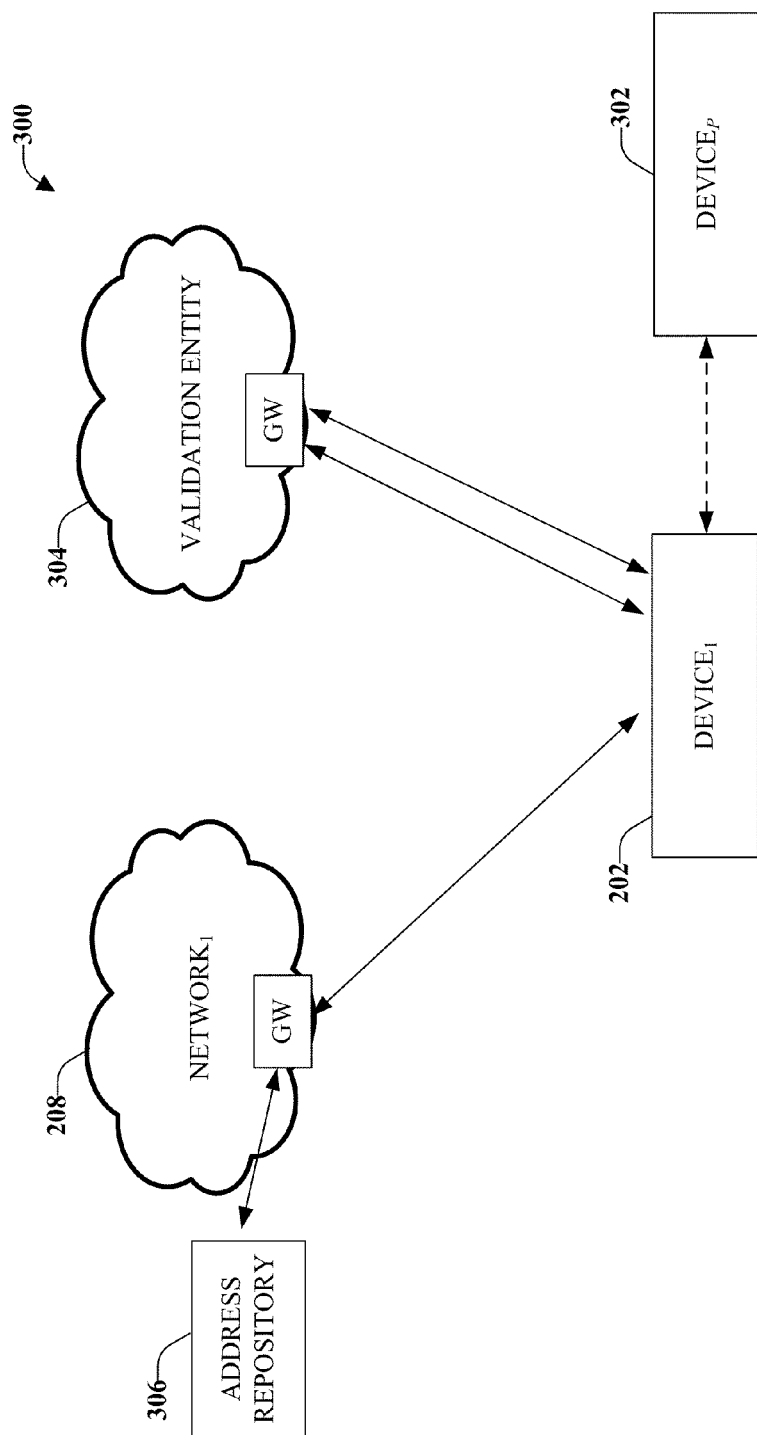 300
304
VALIDATION ENTITY
GW
208
NETWORK₁
GW
306
ADDRESS
REPOSITORY
202
DEVICE₁
302
DEVICEₚ